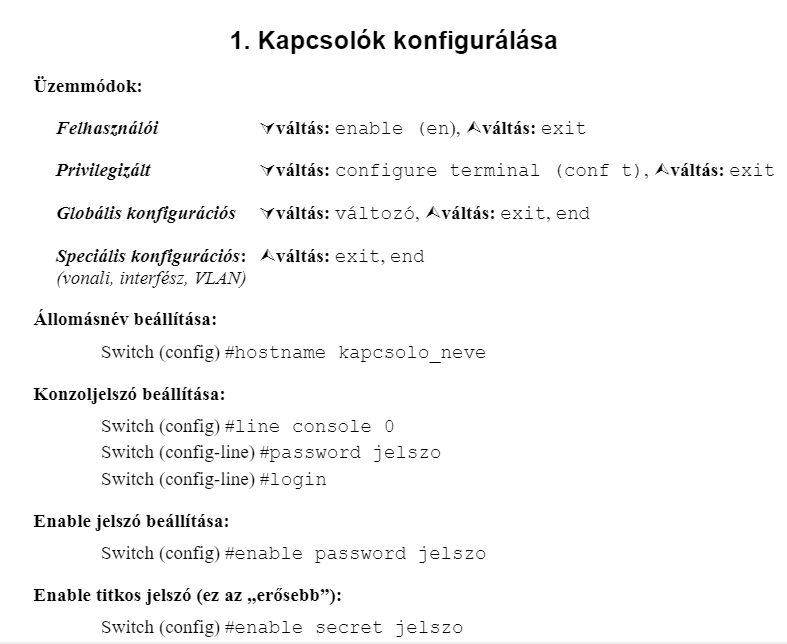 1. Kapcsolók konfigurálása
Üzemmódok:
Felhasználói ⮟váltás: enable (en), ⮝váltás: exit
Privilegizált ⮟váltás: configure terminal (conf t), ⮝váltás: exit
Globális konfigurációs ⮟váltás: változó, ⮝váltás: exit, end
Speciális konfigurációs: ⮝váltás: exit, end
(vonali, interfész, VLAN)
Állomásnév beállítása:
Switch (config) #hostname kapcsolo_neve
Konzoljelszó beállítása:
Switch (config) #line console 0
Switch (config-line) #password jelszo
Switch (config-line) #login
Enable jelszó beállítása:
Switch (config) #enable password jelszo
Enable titkos jelszó (ez az „erősebb”):
Switch (config) #enable secret jelszo